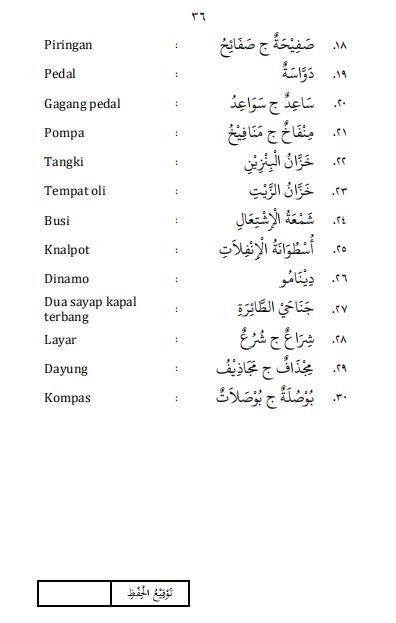 ٣٦
١٨. صَفِيْحَةٌ ج صَفَائِحُ : Piringan
١٩. دَوَّاسَةٌ : Pedal
٢٠. سَاعِدٌ ج سَوَاعِدُ : Gagang pedal
٢١. مِنْفَاخٌ ج مَنَافِيْخُ : Pompa
٢٢. خَزَّانُ الْبِنْزِيْنِ : Tangki
٢٣. خَزَّانُ الزَّيْتِ : Tempat oli
٢٤. شَمْعَةُ الْإِشْتِعَالِ : Busi
٢٥. أُسْطُوَانَةُ الْإِنْفِلَاتِ : Knalpot
٢٦. دِيْنَامُو : Dinamo
٢٧. جَنَاحَيْ الطَّائِرَةِ : Dua sayap kapal
terbang
٢٨. شِرَاعٌ ج شُرُعٌ : Layar
٢٩. مِجْذَافٌ ج مَجَاذِيْفُ : Dayung
٣٠. بُوْصُلَةٌ ج بُوْصَلَاتٌ : Kompas
تَوْقِيْعُ الْحِفْظِ